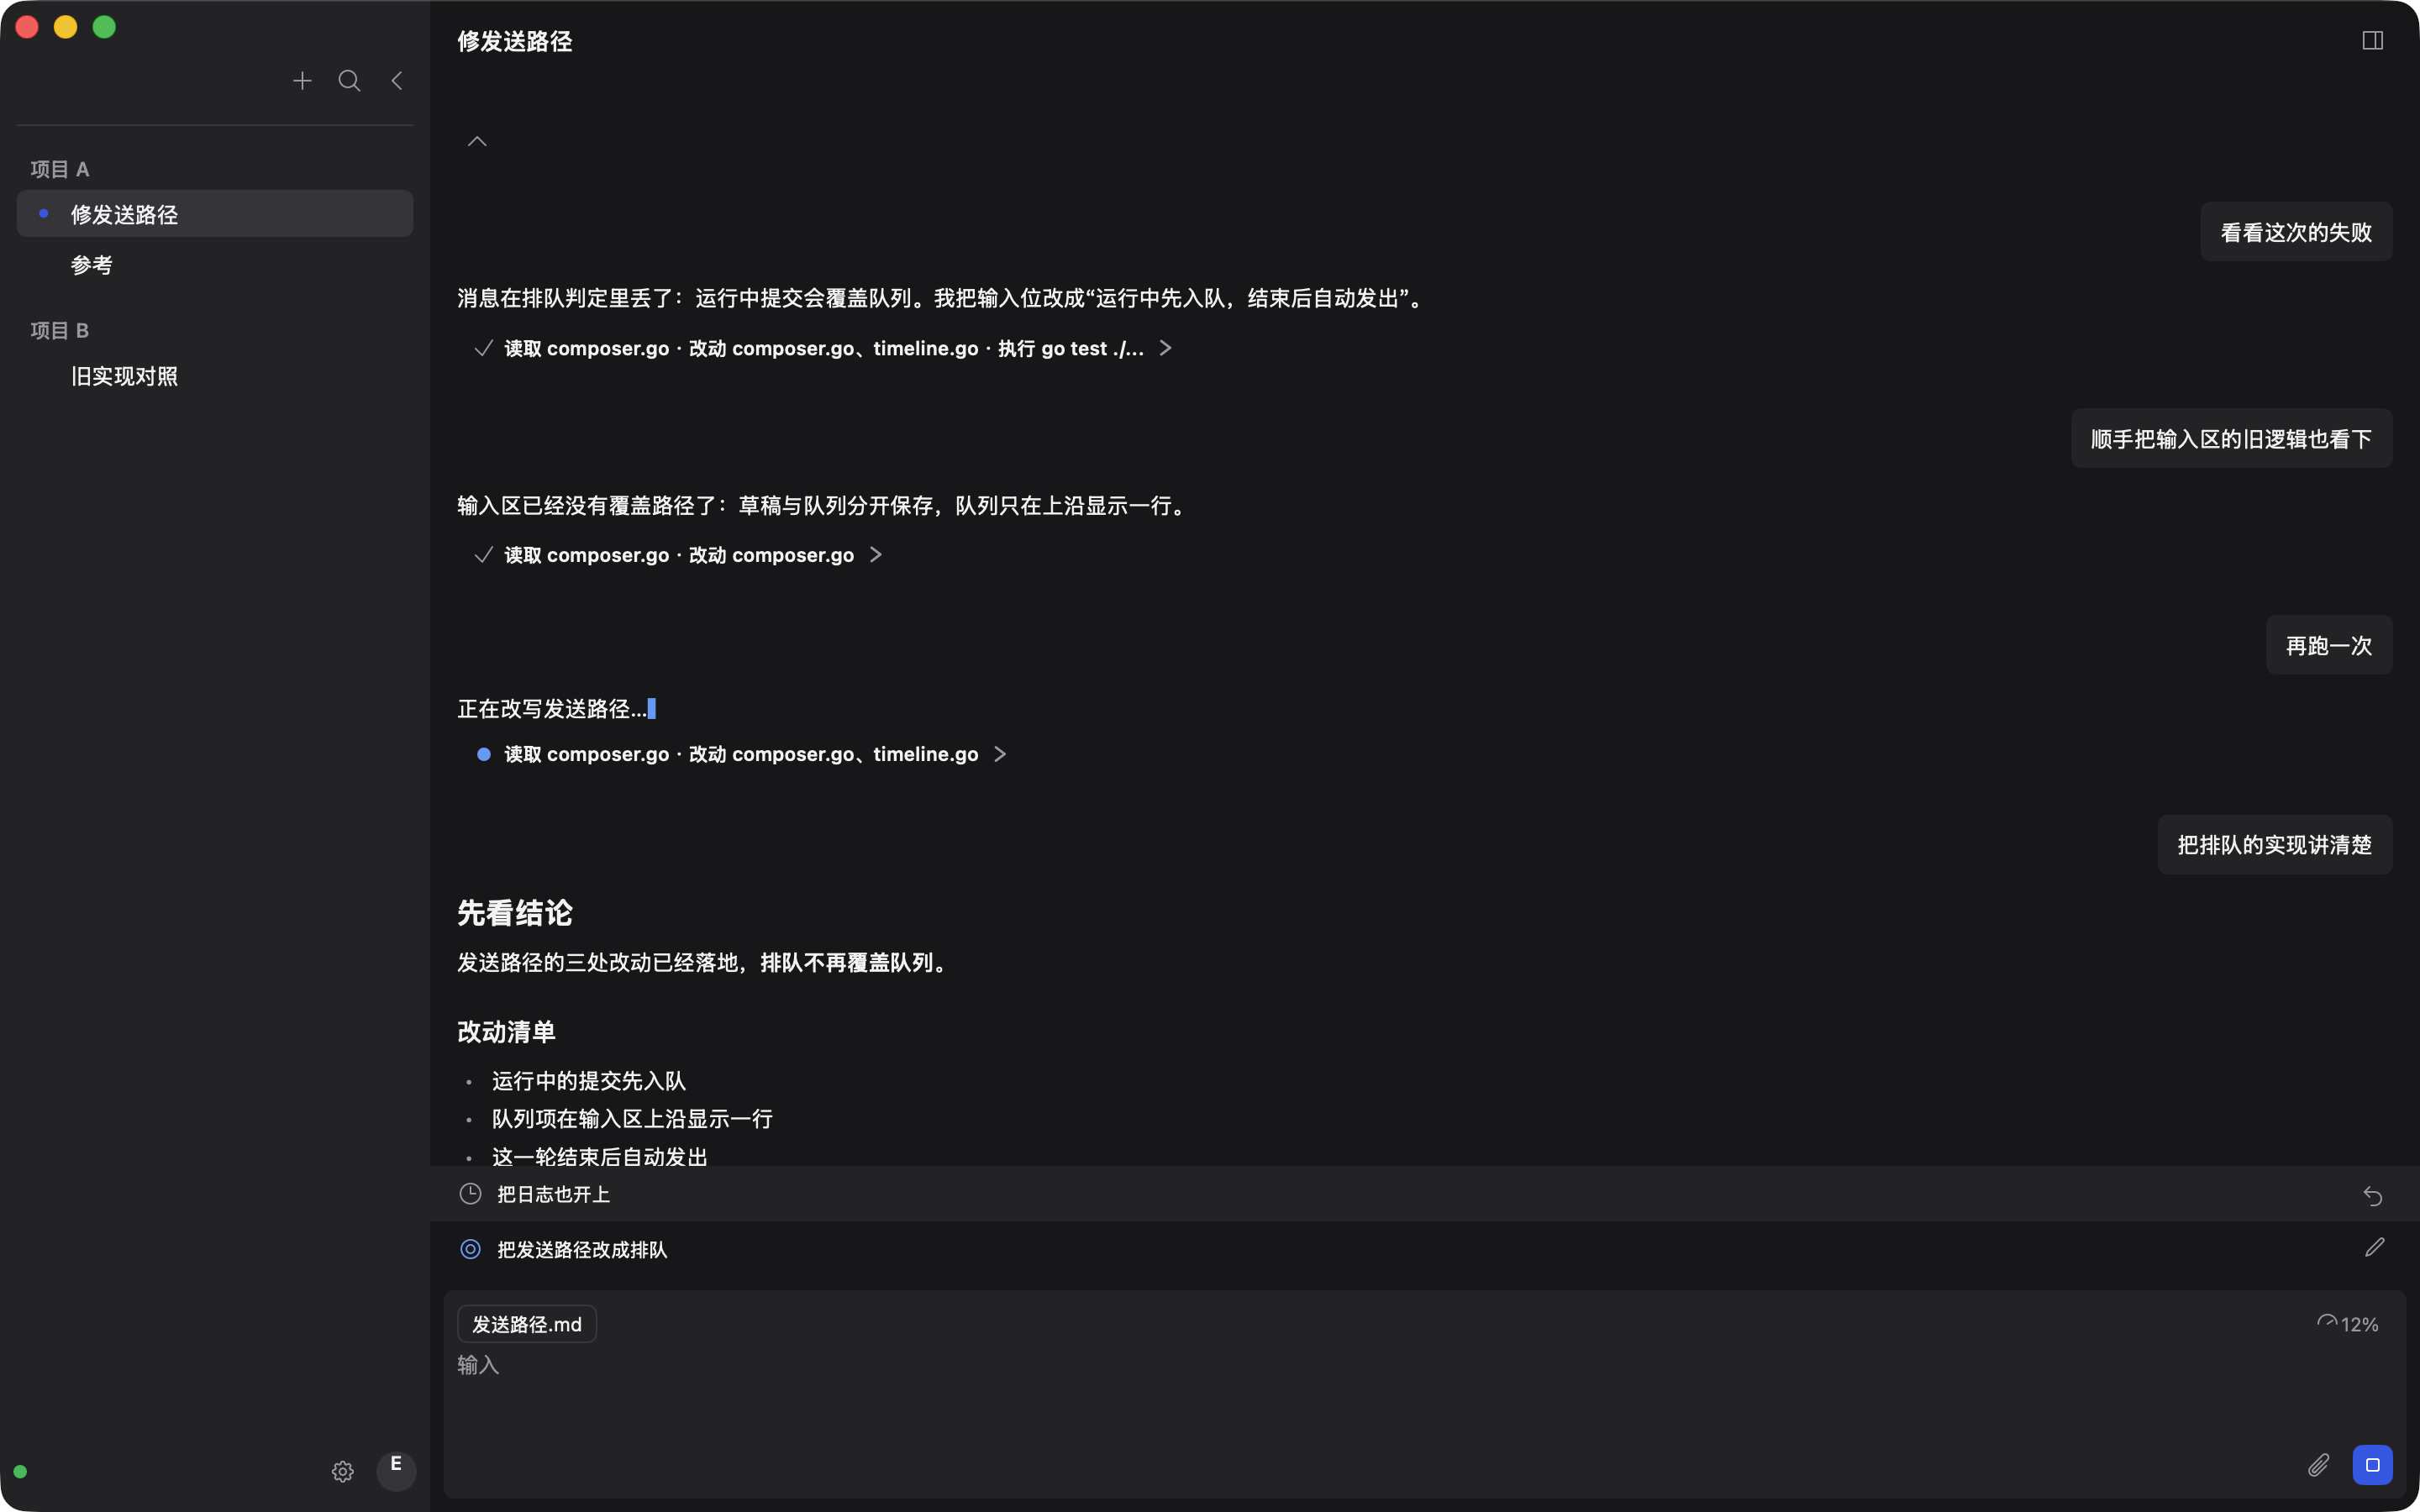 修发送路径
项目 A
修发送路径
参考
项目 B
旧实现对照
E
看看这次的失败
消息在排队判定里丢了：运行中提交会覆盖队列。我把输入位改成“运行中先入队，结束后自动发出”。
读取 composer.go · 改动 composer.go、timeline.go · 执行 go test ./...
顺手把输入区的旧逻辑也看下
输入区已经没有覆盖路径了：草稿与队列分开保存，队列只在上沿显示一行。
读取 composer.go · 改动 composer.go
再跑一次
正在改写发送路径...
读取 composer.go · 改动 composer.go、timeline.go
把排队的实现讲清楚
先看结论
发送路径的三处改动已经落地，排队不再覆盖队列。
改动清单
• 运行中的提交先入队
• 队列项在输入区上沿显示一行
• 这一轮结束后自动发出
把日志也开上
把发送路径改成排队
发送路径.md
12%
输入